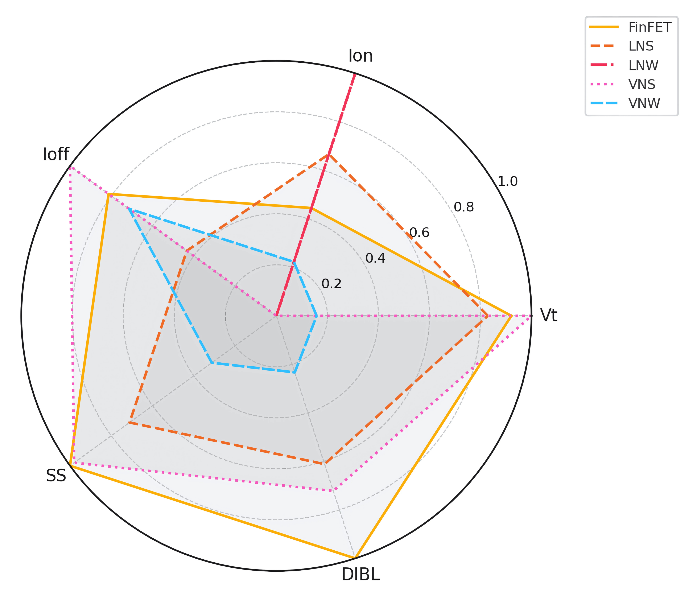 FinFET
LNS
LNW
VNS
VNW
Ion
Ioff
1.0
0.8
0.6
0.4
0.2
Vt
SS
DIBL